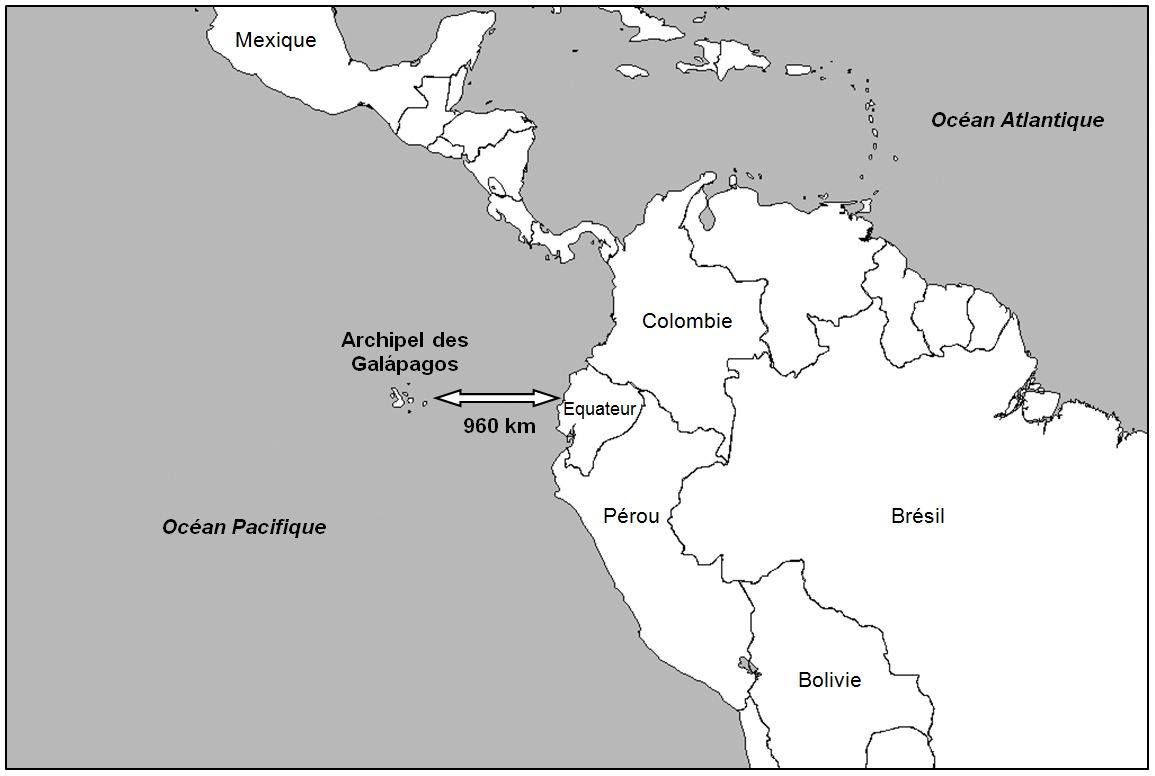 Mexique
Océan Atlantique
Colombie
Archipel des
Galápagos
960 km
Equateur
Océan Pacifique
Pérou
Brésil
Bolivie